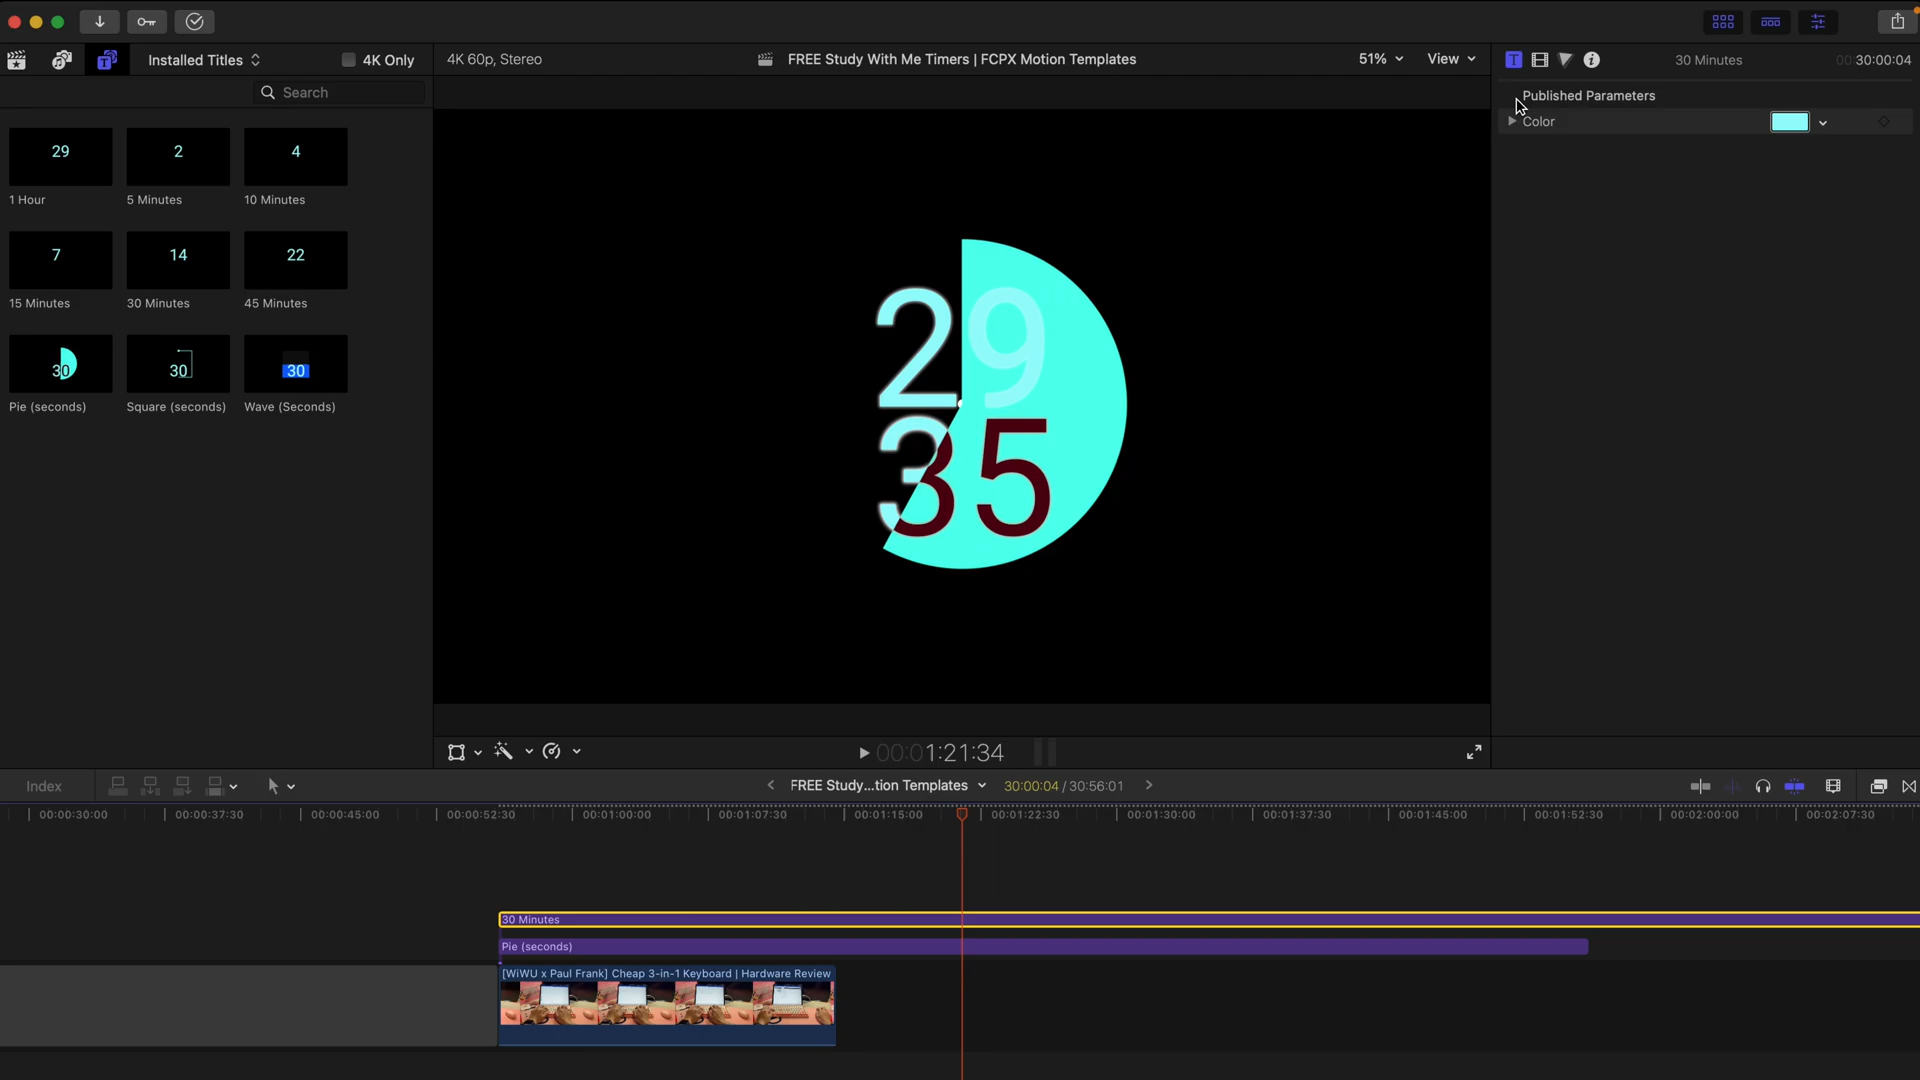 Installed Titles
4K Only
4K 60p, Stereo
FREE Study With Me Timers | FCPX Motion Templates
51%
View
30 Minutes
00:30:00:04
Search
Published Parameters
Color
29
2
4
1 Hour
5 Minutes
10 Minutes
7
14
22
15 Minutes
30 Minutes
45 Minutes
30
30
30
Pie (seconds)
Square (seconds)
Wave (Seconds)
29
35
00:01:21:34
Index
FREE Study...tion Templates
30:00:04 / 30:56:01
00:00:30:00
00:00:37:30
00:00:45:00
00:00:52:30
00:01:00:00
00:01:07:30
00:01:15:00
00:01:22:30
00:01:30:00
00:01:37:30
00:01:45:00
00:01:52:30
00:02:00:00
00:02:07:30
30 Minutes
Pie (seconds)
[WiWU x Paul Frank] Cheap 3-in-1 Keyboard | Hardware Review